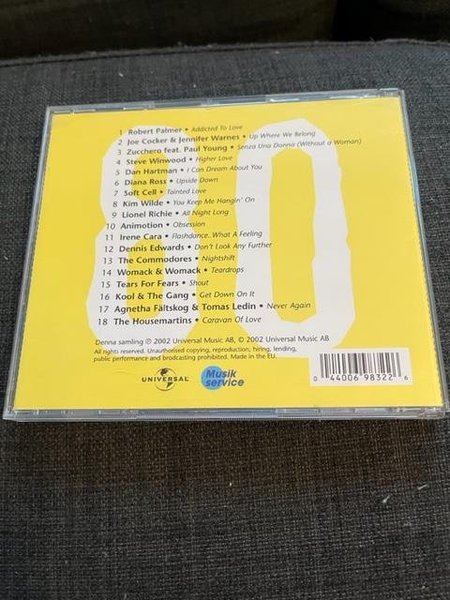 1 Robert Palmer • Addicted To Love
2 Joe Cocker & Jennifer Warnes • Up Where We Belong
3 Zucchero feat. Paul Young • Senza Una Donna (Without a Woman)
4 Steve Winwood • Higher Love
5 Dan Hartman • I Can Dream About You
6 Diana Ross • Upside Down
7 Soft Cell • Tainted Love
8 Kim Wilde • You Keep Me Hangin' On
9 Lionel Richie • All Night Long
10 Animotion • Obsession
11 Irene Cara • Flashdance..What A Feeling
12 Dennis Edwards • Don't Look Any Further
13 The Commodores • Nightshift
14 Womack & Womack • Teardrops
15 Tears For Fears • Shout
16 Kool & The Gang • Get Down On It
17 Agnetha Fältskog & Tomas Ledin • Never Again
18 The Housemartins • Caravan Of Love
80
Denna samling ℗ 2002 Universal Music AB, © 2002 Universal Music AB
All rights reserved. Unauthorised copying, reproduction, hiring, lending,
public performance and broadcasting prohibited. Made in the EU.
UNIVERSAL
Musik
service
0 44006 98322 6